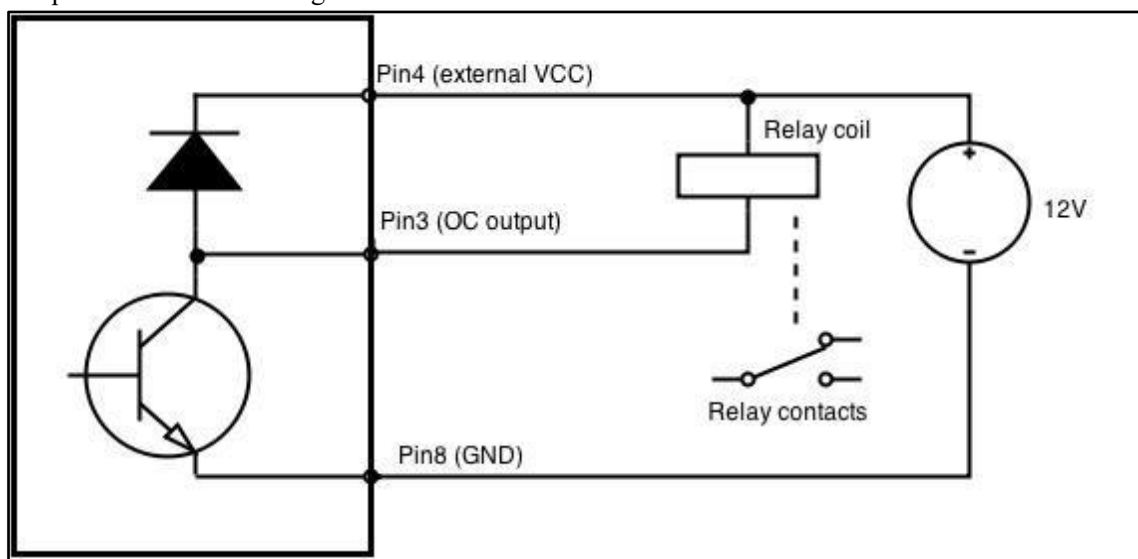 Pin4 (external VCC)
Relay coil
+
12V
Pin3 (OC output)
-
Relay contacts
Pin8 (GND)